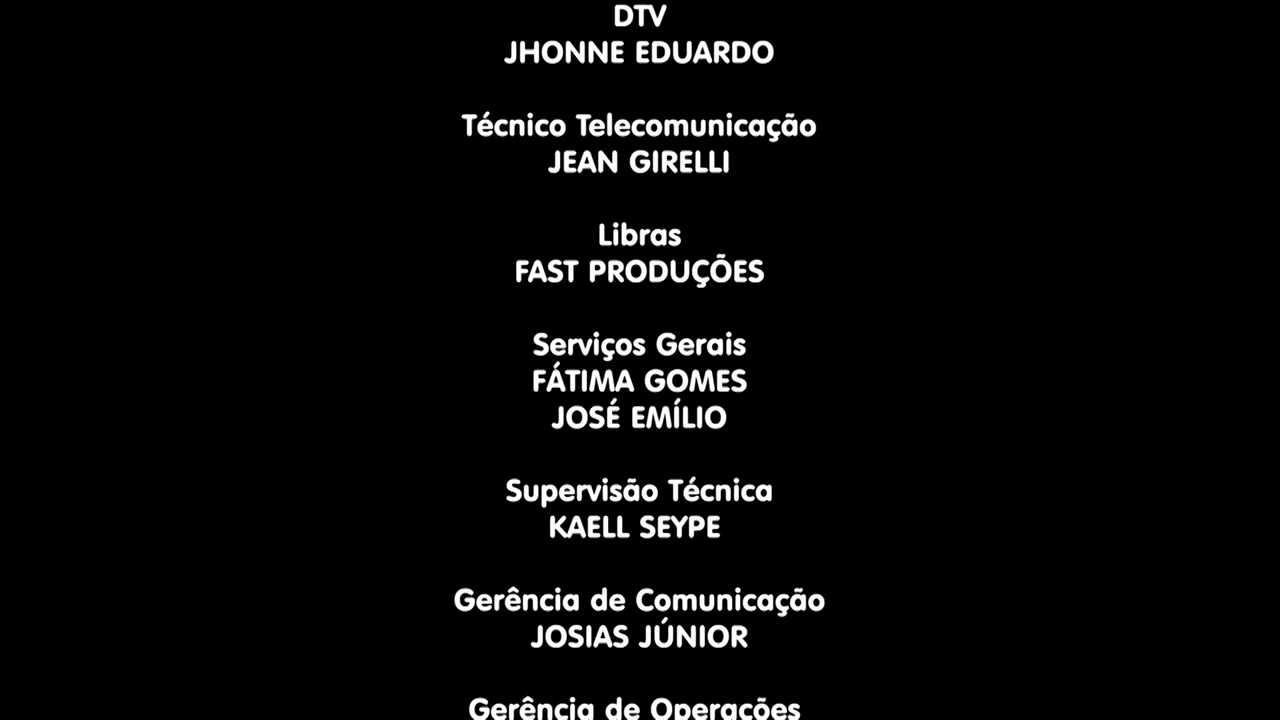 DTV
JHONNE EDUARDO
Técnico Telecomunicação
JEAN GIRELLI
Libras
FAST PRODUÇÕES
Serviços Gerais
FÁTIMA GOMES
JOSÉ EMÍLIO
Supervisão Técnica
KAELL SEYPE
Gerência de Comunicação
JOSIAS JÚNIOR
Gerência de Operações